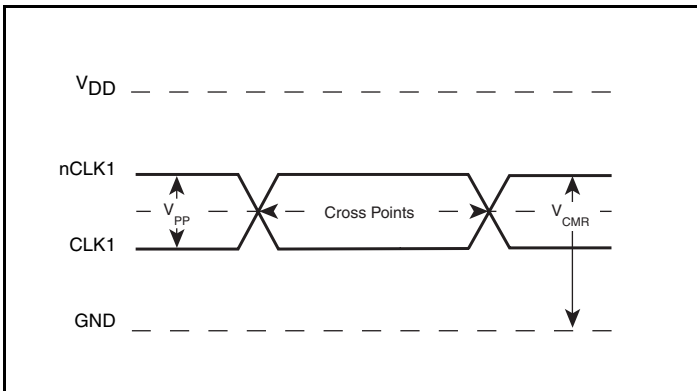 VDD
nCLK1
VPP
Cross Points
VCMR
CLK1
GND